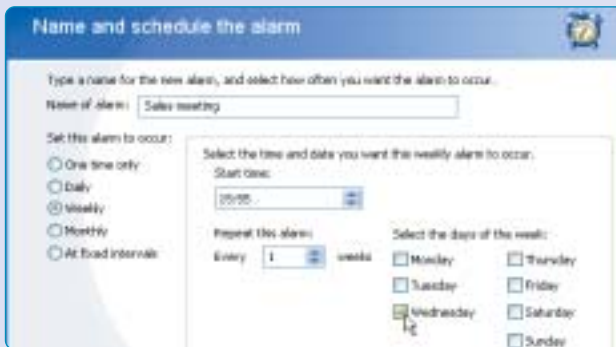 Name and schedule the alarm
Type a name for the new alarm, and select how often you want the alarm to occur.
Name of alarm: Sales meeting
Set this alarm to occur:
One time only
Daily
Weekly
Monthly
At fixed intervals
Select the time and date you want this weekly alarm to occur.
Start time:
Repeat this alarm:
Every 1 weeks
Select the days of the week:
Monday
Tuesday
Wednesday
Thursday
Friday
Saturday
Sunday